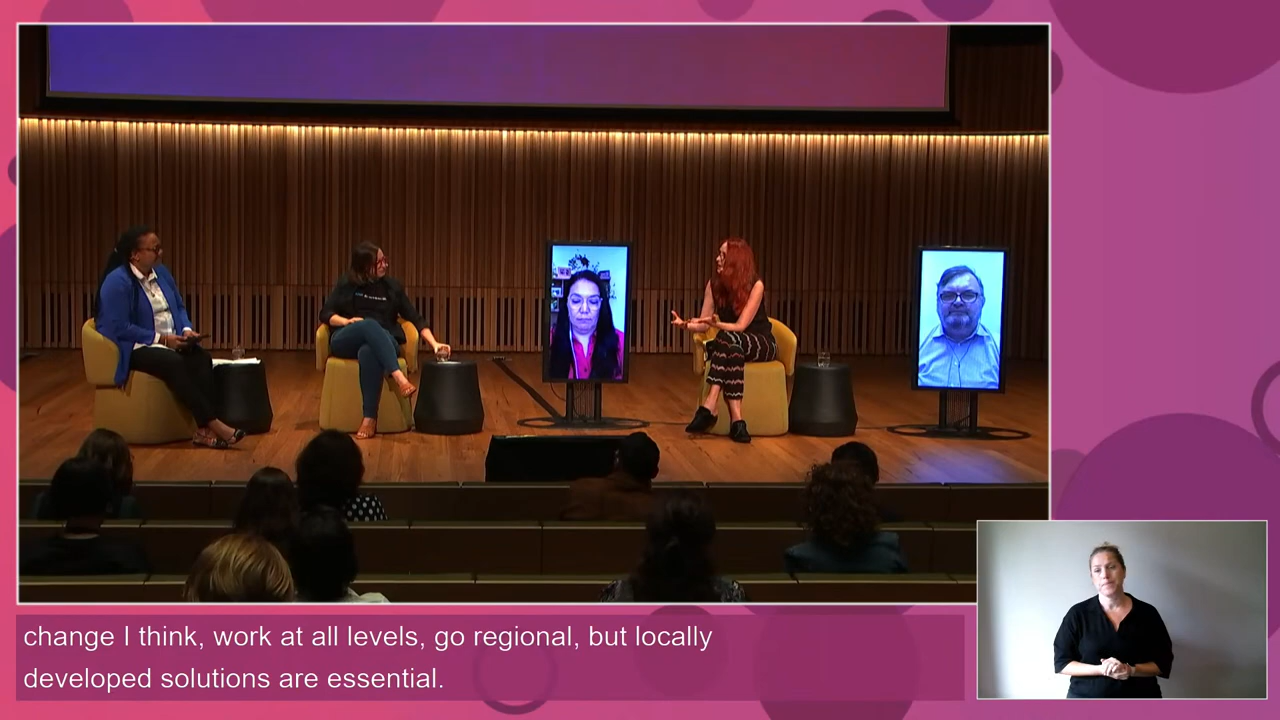 change I think, work at all levels, go regional, but locally
developed solutions are essential.